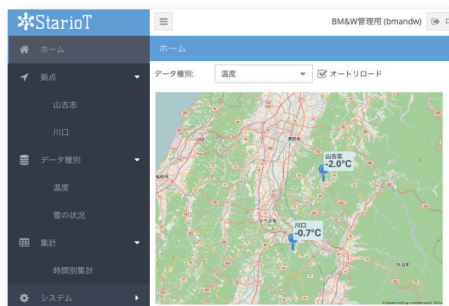 StarioT
BM&W管理用 (bmandw)
ホーム
ホーム
拠点
データ種別:
温度
オートリロード
山古志
川口
データ種別
温度
雪の状況
集計
時間別集計
システム
山古志
-2.0°C
川口
-0.7°C